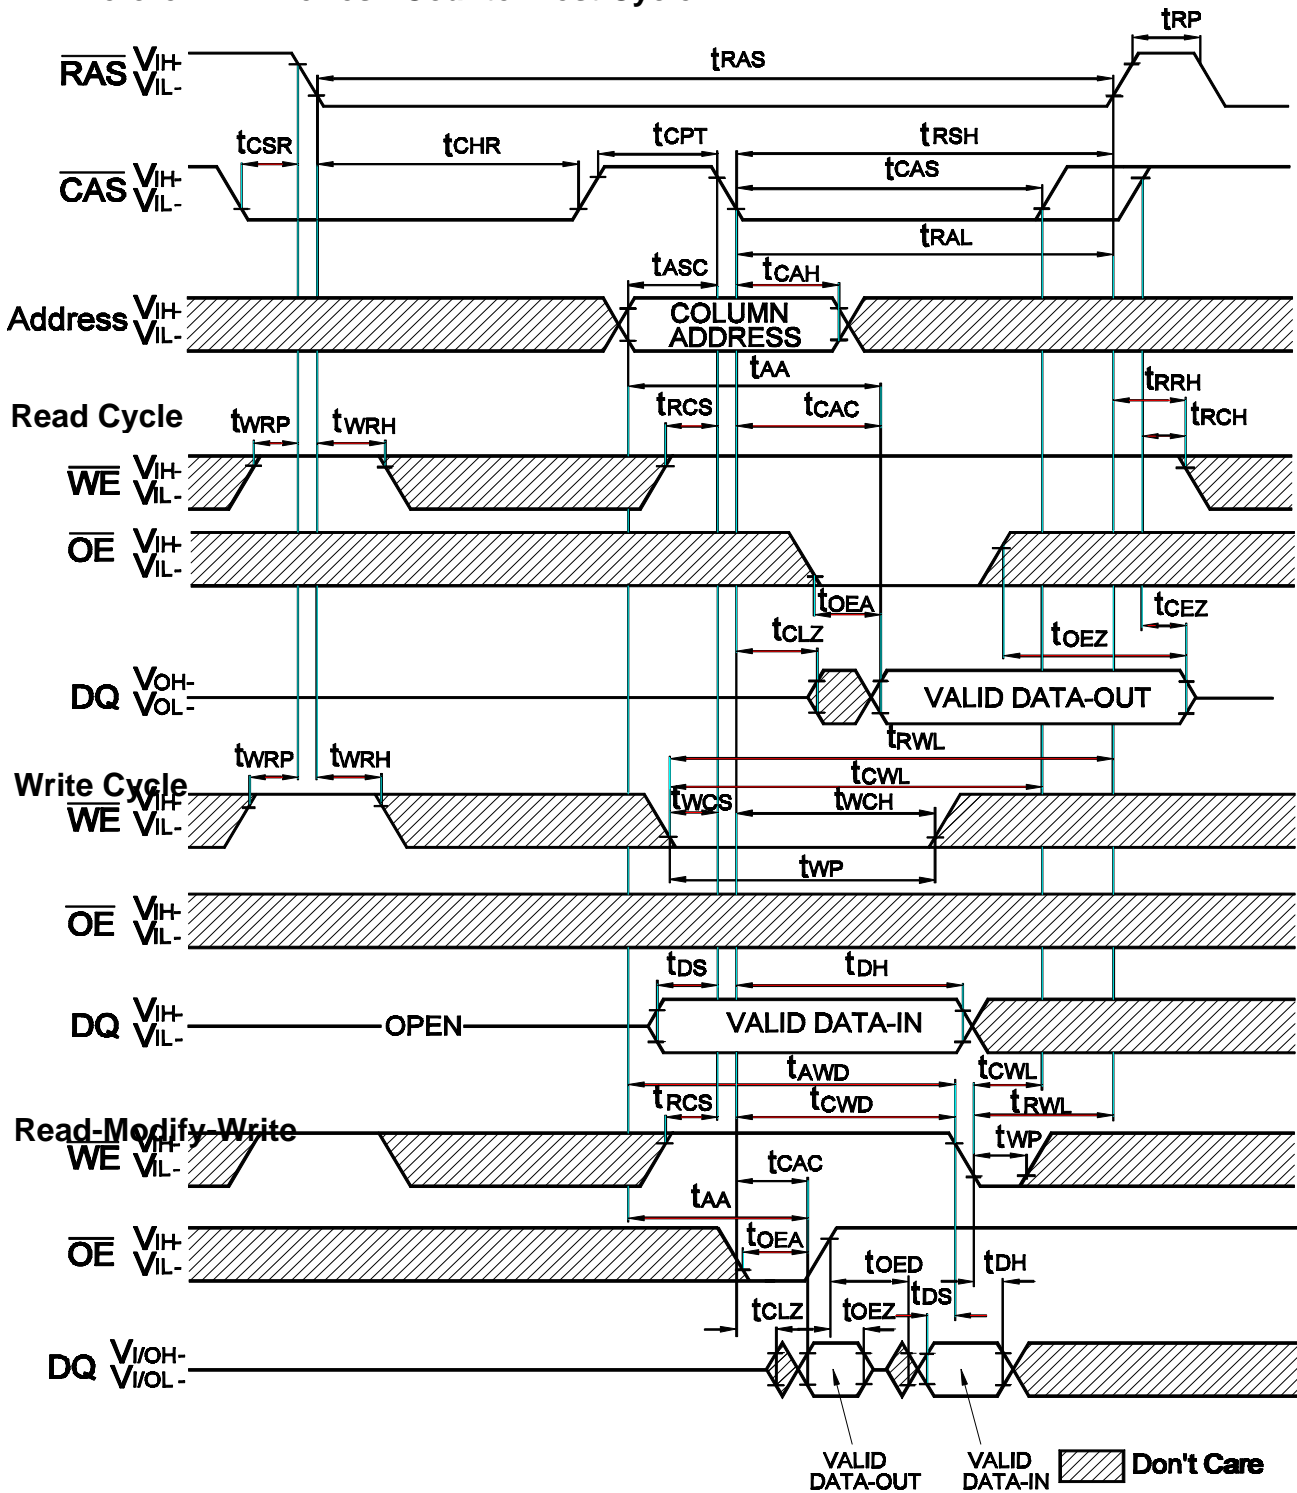 tRP
RAS VIH-
VIL-
tRAS
tCSR tCHR tCPT tRSH
CAS VIH-
VIL-
tCAS
tRAL
tASC tCAH
Address VIH-
VIL-
COLUMN
ADDRESS
tAA
tRRH
Read Cycle
tWRP tWRH tRCS tCAC tRCH
WE VIH-
VIL-
OE VIH-
VIL-
tOEA tCEZ
tCLZ tOEZ
DQ VOH-
VOL-
VALID DATA-OUT
tRWL
tWRP tWRH
Write Cycle
tCWL
WE VIH-
VIL-
tWCS tWCH
tWP
OE VIH-
VIL-
tDS tDH
DQ VIH-
VIL-
OPEN VALID DATA-IN
tAWD tCWL
tRCS tCWD tRWL
Read-Modify-Write
WE VIH-
VIL-
tWP
tCAC
tAA
OE VIH-
VIL-
tOEA
tOED tDH
tDS
tCLZ tOEZ
DQ VI/OH-
VI/OL-
VALID
DATA-OUT
VALID
DATA-IN
Don't Care